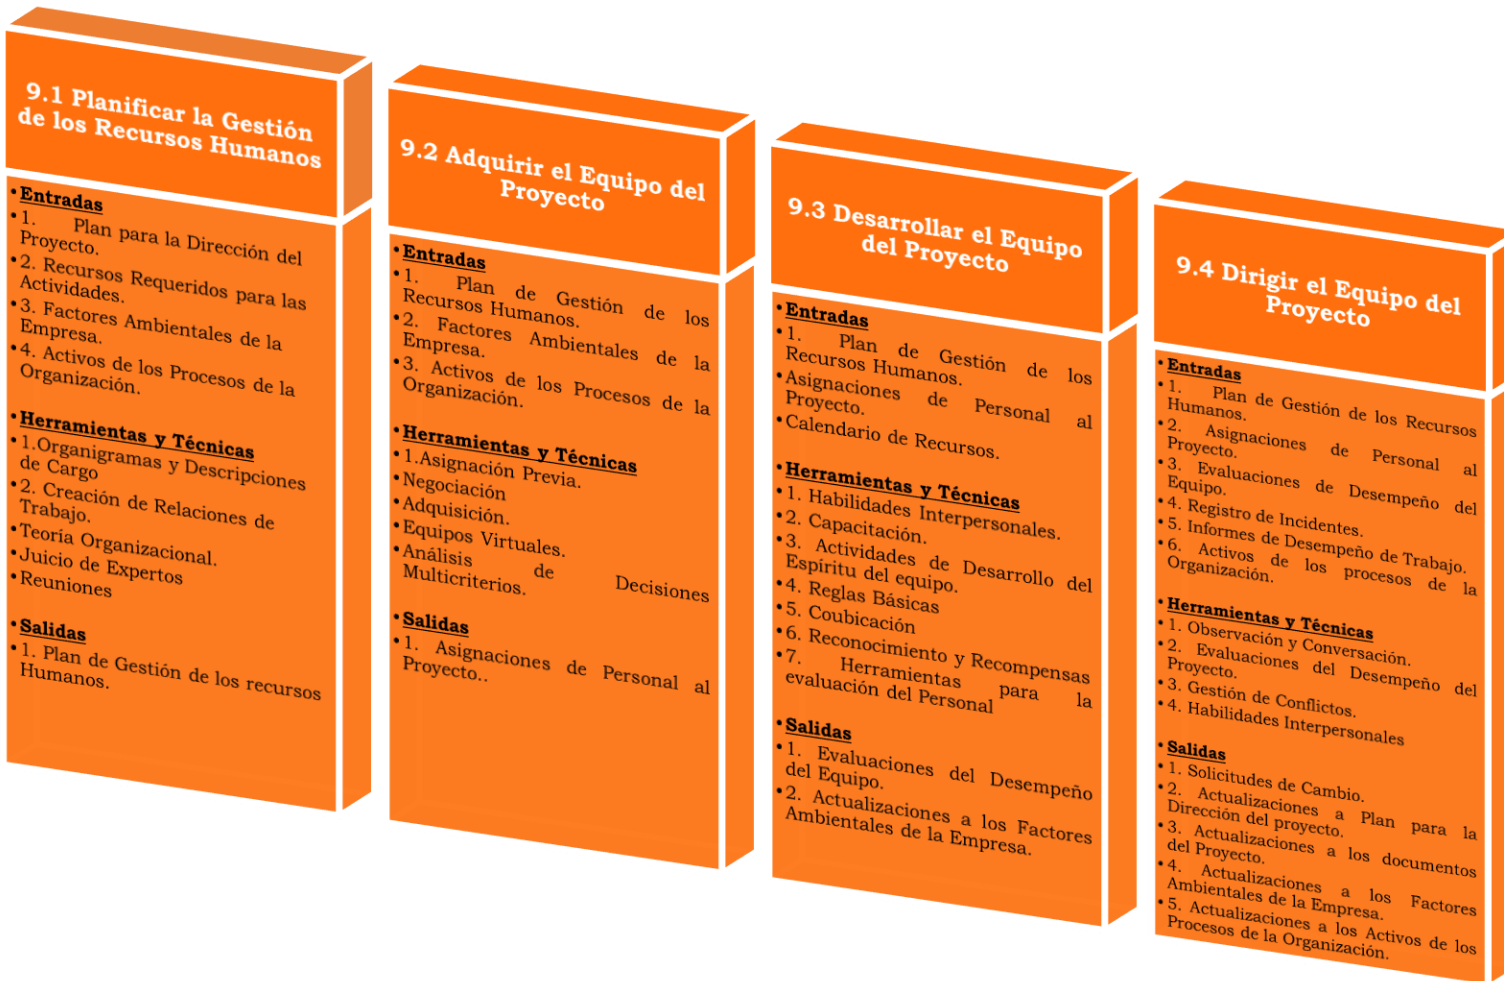 9.1 Planificar la Gestión
de los Recursos Humanos
•Entradas
•1. Plan para la Dirección del
Proyecto.
•2. Recursos Requeridos para las
Actividades.
•3. Factores Ambientales de la
Empresa.
•4. Activos de los Procesos de la
Organización.
•Herramientas y Técnicas
•1.Organigramas y Descripciones
de Cargo
•2. Creación de Relaciones de
Trabajo.
•Teoría Organizacional.
•Juicio de Expertos
•Reuniones
•Salidas
•1. Plan de Gestión de los recursos
Humanos.
9.2 Adquirir el Equipo del
Proyecto
•Entradas
•1. Plan de Gestión de los
Recursos Humanos.
•2. Factores Ambientales de la
Empresa.
•3. Activos de los Procesos de la
Organización.
•Herramientas y Técnicas
•1.Asignación Previa.
•Negociación
•Adquisición.
•Equipos Virtuales.
•Análisis de Decisiones
Multicriterios.
•Salidas
•1. Asignaciones de Personal al
Proyecto..
9.3 Desarrollar el Equipo
del Proyecto
•Entradas
•1. Plan de Gestión de los
Recursos Humanos.
•Asignaciones de Personal al
Proyecto.
•Calendario de Recursos.
•Herramientas y Técnicas
•1. Habilidades Interpersonales.
•2. Capacitación.
•3. Actividades de Desarrollo del
Espíritu del equipo.
•4. Reglas Básicas
•5. Coubicación
•6. Reconocimiento y Recompensas
•7. Herramientas para la
evaluación del Personal
•Salidas
•1. Evaluaciones del Desempeño
del Equipo.
•2. Actualizaciones a los Factores
Ambientales de la Empresa.
9.4 Dirigir el Equipo del
Proyecto
•Entradas
•1. Plan de Gestión de los Recursos
Humanos.
•2. Asignaciones de Personal al
Proyecto.
•3. Evaluaciones de Desempeño del
Equipo.
•4. Registro de Incidentes.
•5. Informes de Desempeño de Trabajo.
•6. Activos de los procesos de la
Organización.
•Herramientas y Técnicas
•1. Observación y Conversación.
•2. Evaluaciones del Desempeño del
Proyecto.
•3. Gestión de Conflictos.
•4. Habilidades Interpersonales
•Salidas
•1. Solicitudes de Cambio.
•2. Actualizaciones a Plan para la
Dirección del proyecto.
•3. Actualizaciones a los documentos
del Proyecto.
•4. Actualizaciones a los Factores
Ambientales de la Empresa.
•5. Actualizaciones a los Activos de los
Procesos de la Organización.